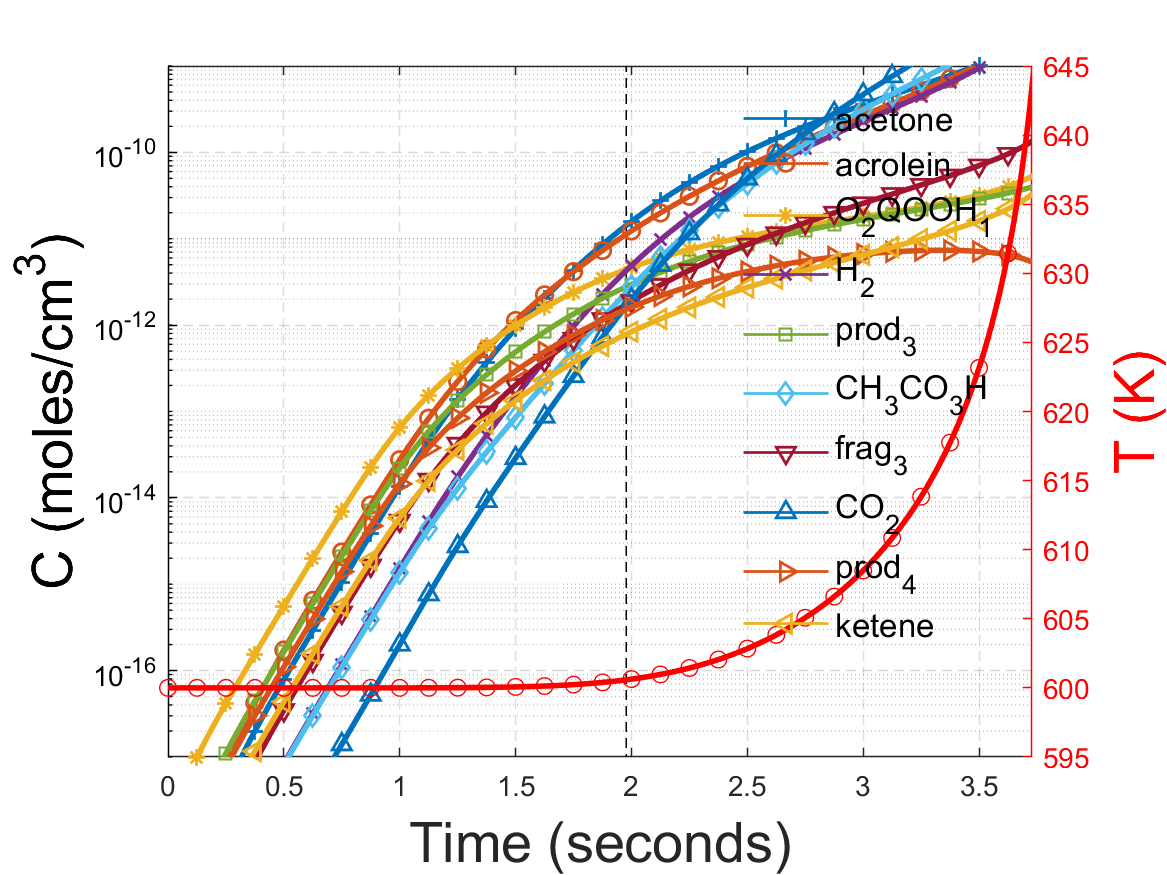 C (moles/cm³)
10⁻¹⁰
10⁻¹²
10⁻¹⁴
10⁻¹⁶
acetone
acrolein
O₂QOOH₁
H₂
prod₃
CH₃CO₃H
frag₃
CO₂
prod₄
ketene
645
640
635
630
625
620
615
610
605
600
595
T (K)
0 0.5 1 1.5 2 2.5 3 3.5
Time (seconds)